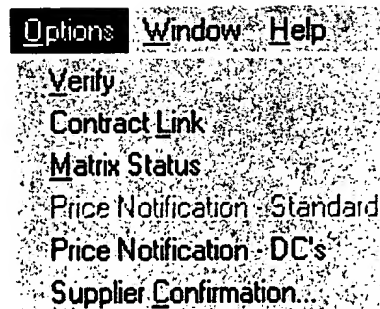 Options Window Help
Verify
Contract Link
Matrix Status
Price Notification - Standard
Price Notification - DC's
Supplier Confirmation...